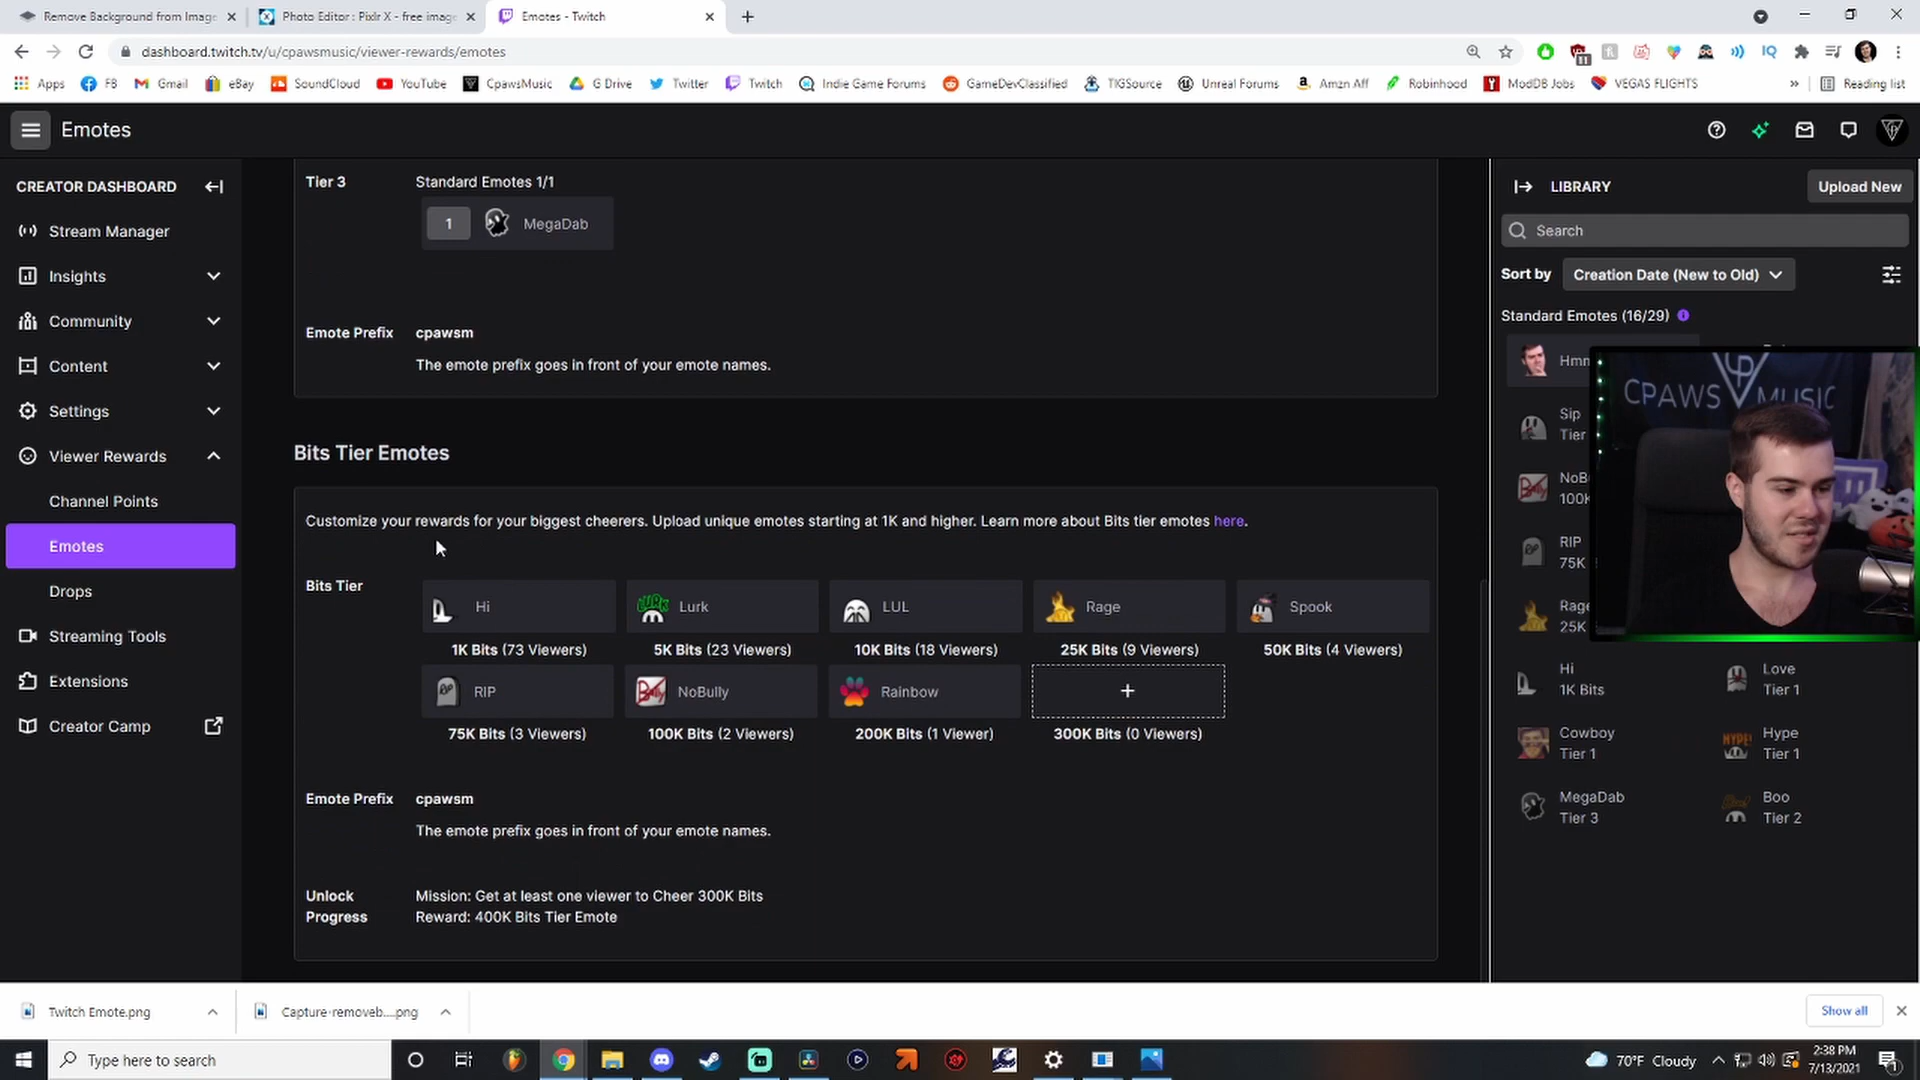 Remove Background from Imag
Photo Editor : Pixlr X - free imag
Emotes - Twitch
dashboard.twitch.tv/u/cpawsmusic/viewer-rewards/emotes
Apps
FB
Gmail
eBay
SoundCloud
YouTube
CpawsMusic
G Drive
Twitter
Twitch
Indie Game Forums
GameDevClassified
TIGSource
Unreal Forums
Amzn Aff
Robinhood
ModDB Jobs
VEGAS FLIGHTS
»
Reading list
Emotes
CREATOR DASHBOARD
Stream Manager
Insights
Community
Content
Settings
Viewer Rewards
Channel Points
Emotes
Drops
Streaming Tools
Extensions
Creator Camp
Tier 3
Standard Emotes 1/1
1
MegaDab
Emote Prefix
cpawsm
The emote prefix goes in front of your emote names.
Bits Tier Emotes
Customize your rewards for your biggest cheerers. Upload unique emotes starting at 1K and higher. Learn more about Bits tier emotes here.
Bits Tier
Hi
Lurk
LUL
Rage
Spook
1K Bits (73 Viewers)
5K Bits (23 Viewers)
10K Bits (18 Viewers)
25K Bits (9 Viewers)
50K Bits (4 Viewers)
RIP
NoBully
Rainbow
+
75K Bits (3 Viewers)
100K Bits (2 Viewers)
200K Bits (1 Viewer)
300K Bits (0 Viewers)
Emote Prefix
cpawsm
The emote prefix goes in front of your emote names.
Unlock Progress
Mission: Get at least one viewer to Cheer 300K Bits
Reward: 400K Bits Tier Emote
LIBRARY
Upload New
Search
Sort by
Creation Date (New to Old)
Standard Emotes (16/29)
Hmm
Sip
Tier
NoB
100K
RIP
75K
Rage
25K
CPAWS MUSIC
Hi
1K Bits
Love
Tier 1
Cowboy
Tier 1
Hype
Tier 1
MegaDab
Tier 3
Boo
Tier 2
Twitch Emote.png
Capture-removeb....png
Show all
Type here to search
70°F Cloudy
2:38 PM
7/13/2021